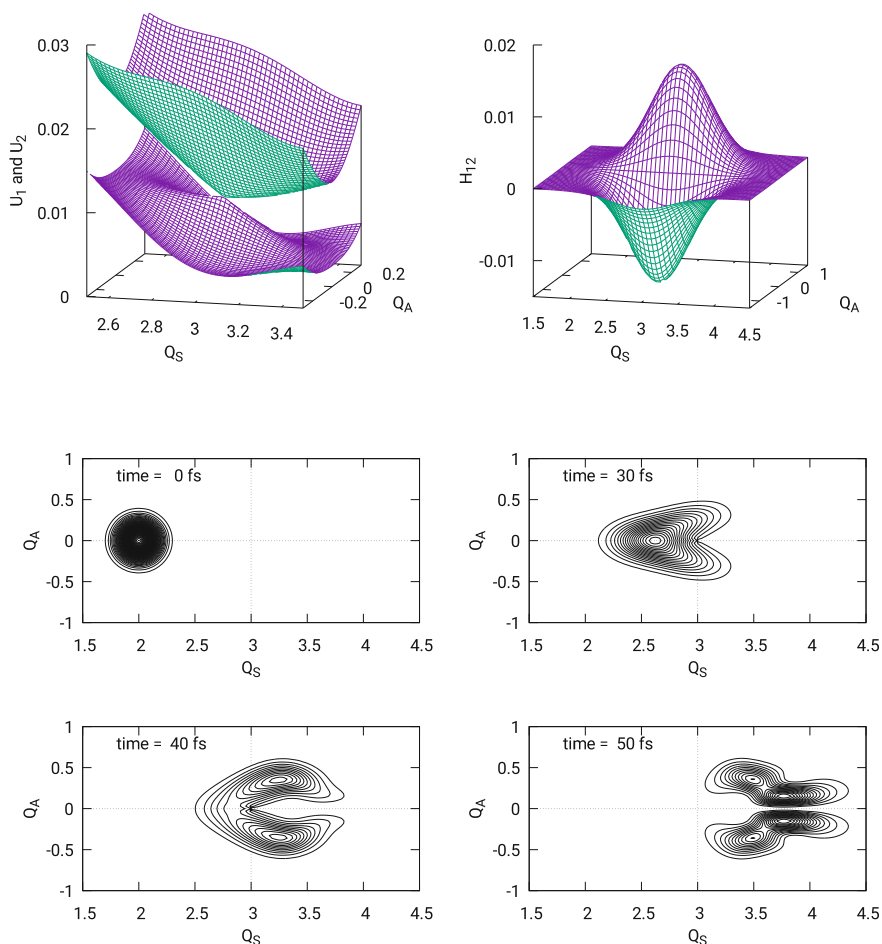 0.03
0.02
0.01
0
U1 and U2
2.6 2.8 3 3.2 3.4
QS
-0.2 0 0.2
QA
0.02
0.01
0
-0.01
H12
1.5 2 2.5 3 3.5 4 4.5
QS
-1 0 1
QA
time = 0 fs
1
0.5
0
-0.5
-1
QA
1.5 2 2.5 3 3.5 4 4.5
QS
time = 30 fs
1
0.5
0
-0.5
-1
QA
1.5 2 2.5 3 3.5 4 4.5
QS
time = 40 fs
1
0.5
0
-0.5
-1
QA
1.5 2 2.5 3 3.5 4 4.5
QS
time = 50 fs
1
0.5
0
-0.5
-1
QA
1.5 2 2.5 3 3.5 4 4.5
QS